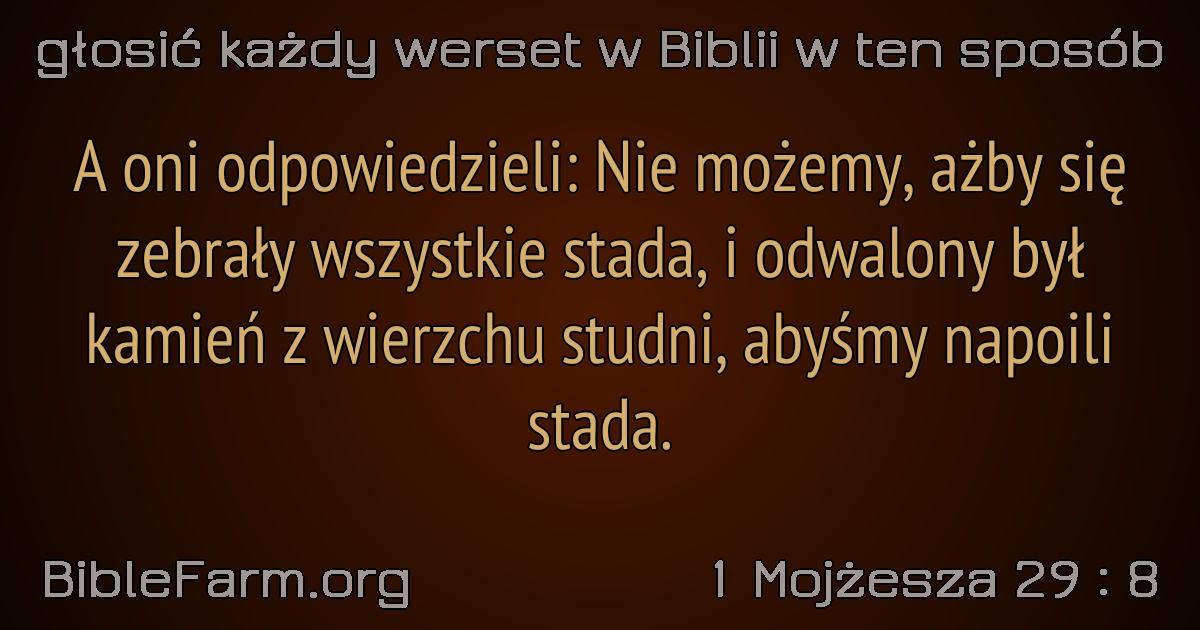 głosić każdy werset w Biblii w ten sposób
A oni odpowiedzieli: Nie możemy, ażby się
zebrały wszystkie stada, i odwalony był
kamień z wierzchu studni, abyśmy napoili
stada.
BibleFarm.org
1 Mojżesza 29 : 8